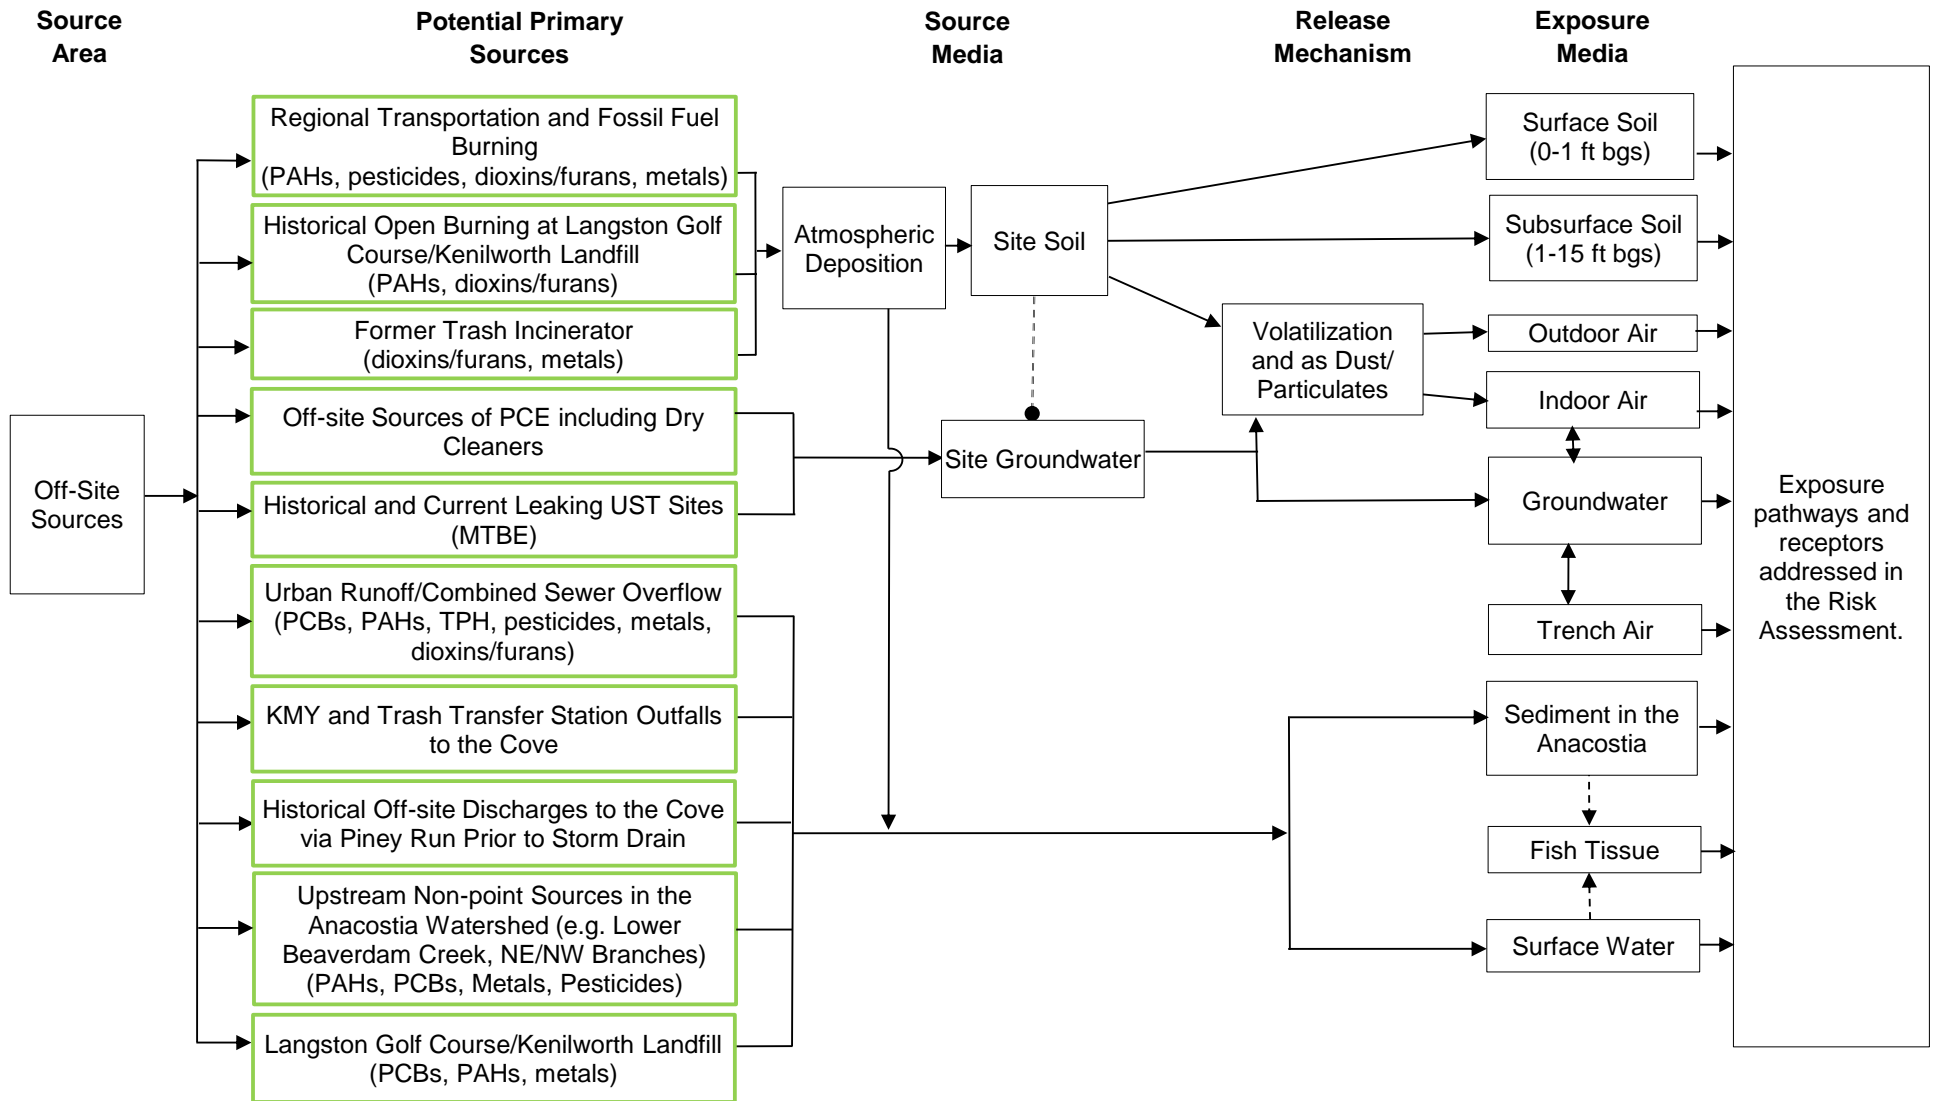 Source
Area
Potential Primary
Sources
Source
Media
Release
Mechanism
Exposure
Media
Off-Site
Sources
Regional Transportation and Fossil Fuel
Burning
(PAHs, pesticides, dioxins/furans, metals)
Historical Open Burning at Langston Golf
Course/Kenilworth Landfill
(PAHs, dioxins/furans)
Former Trash Incinerator
(dioxins/furans, metals)
Off-site Sources of PCE including Dry
Cleaners
Historical and Current Leaking UST Sites
(MTBE)
Urban Runoff/Combined Sewer Overflow
(PCBs, PAHs, TPH, pesticides, metals,
dioxins/furans)
KMY and Trash Transfer Station Outfalls
to the Cove
Historical Off-site Discharges to the Cove
via Piney Run Prior to Storm Drain
Upstream Non-point Sources in the
Anacostia Watershed (e.g. Lower
Beaverdam Creek, NE/NW Branches)
(PAHs, PCBs, Metals, Pesticides)
Langston Golf Course/Kenilworth Landfill
(PCBs, PAHs, metals)
Atmospheric
Deposition
Site Soil
Site Groundwater
Volatilization
and as Dust/
Particulates
Surface Soil
(0-1 ft bgs)
Subsurface Soil
(1-15 ft bgs)
Outdoor Air
Indoor Air
Groundwater
Trench Air
Sediment in the
Anacostia
Fish Tissue
Surface Water
Exposure
pathways and
receptors
addressed in
the Risk
Assessment.